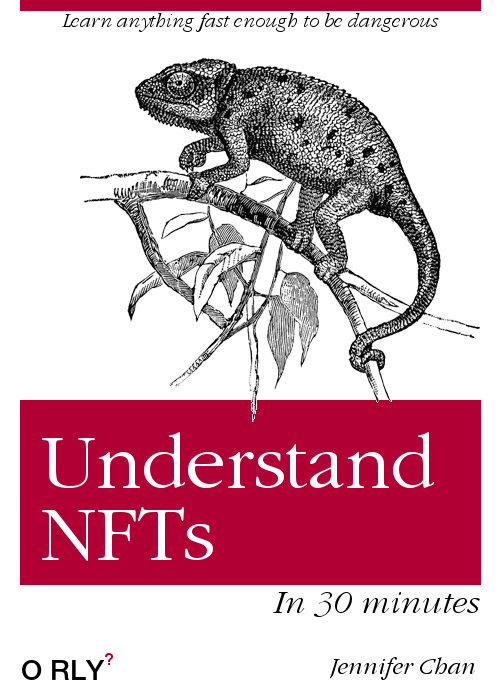 Learn anything fast enough to be dangerous
Understand
NFTs
In 30 minutes
O RLY?
Jennifer Chan